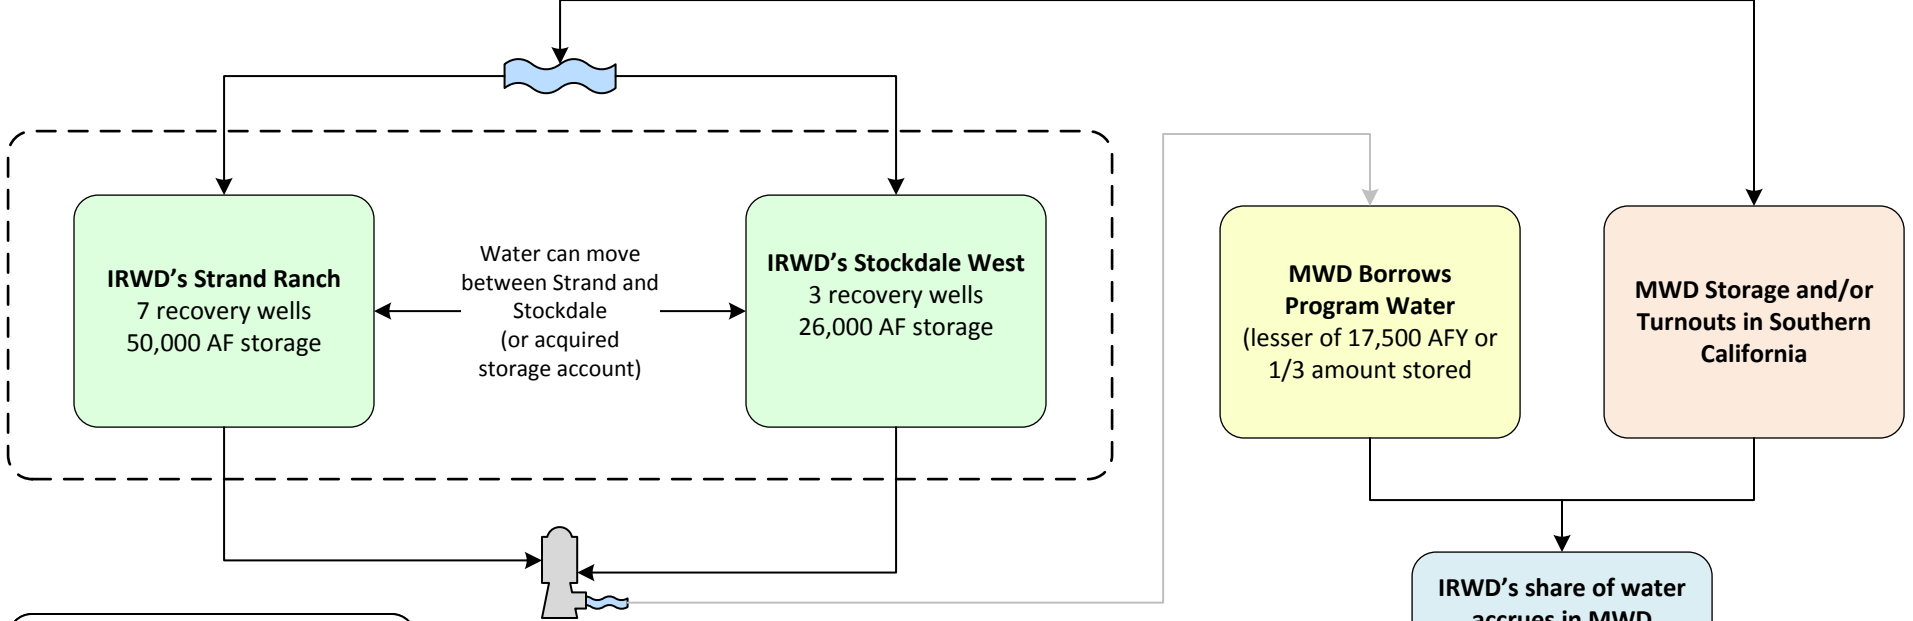 IRWD's Strand Ranch
7 recovery wells
50,000 AF storage
Water can move
between Strand and
Stockdale
(or acquired
storage account)
IRWD's Stockdale West
3 recovery wells
26,000 AF storage
MWD Borrows
Program Water
(lesser of 17,500 AFY or
1/3 amount stored
MWD Storage and/or
Turnouts in Southern
California
IRWD's share of water
accrues in MWD